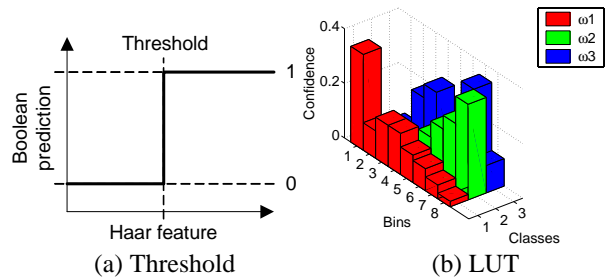 Threshold
1
0
Boolean
prediction
Haar feature
(a) Threshold
0.4
0.2
0
Confidence
1
2
3
4
5
6
7
8
Bins
1
2
3
Classes
ω1
ω2
ω3
(b) LUT